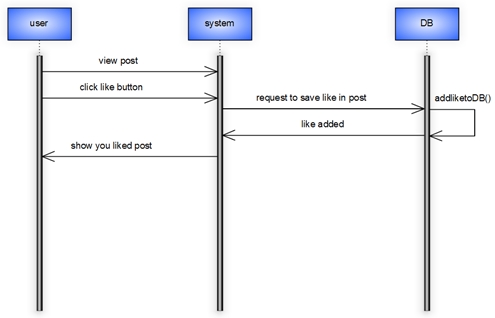 user
system
DB
view post
click like button
request to save like in post
addliketoDB()
like added
show you liked post